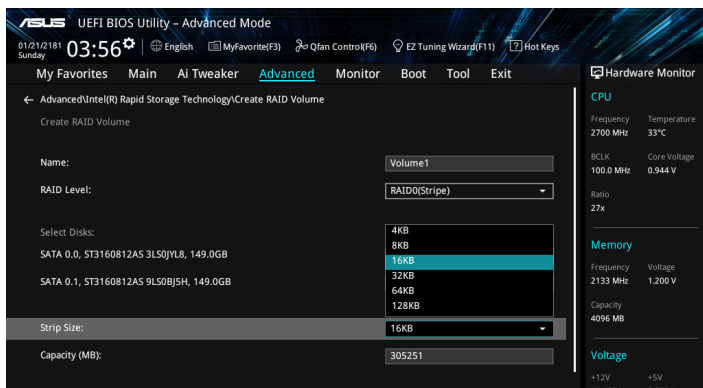 ASUS UEFI BIOS Utility – Advanced Mode
01/21/2181 Sunday 03:56 English MyFavorite(F3) Qfan Control(F6) EZ Tuning Wizard(F11) ? Hot Keys
My Favorites Main Ai Tweaker Advanced Monitor Boot Tool Exit
Hardware Monitor
← Advanced\Intel(R) Rapid Storage Technology\Create RAID Volume
Create RAID Volume
Name: Volume1
RAID Level: RAID0(Stripe)
Select Disks:
SATA 0.0, ST3160812AS 3LS0JYL8, 149.0GB
SATA 0.1, ST3160812AS 9LS0BJ5H, 149.0GB
4KB
8KB
16KB
32KB
64KB
128KB
Strip Size: 16KB
Capacity (MB): 305251
CPU
Frequency Temperature
2700 MHz 33°C
BCLK Core Voltage
100.0 MHz 0.944 V
Ratio
27x
Memory
Frequency Voltage
2133 MHz 1.200 V
Capacity
4096 MB
Voltage
+12V +5V